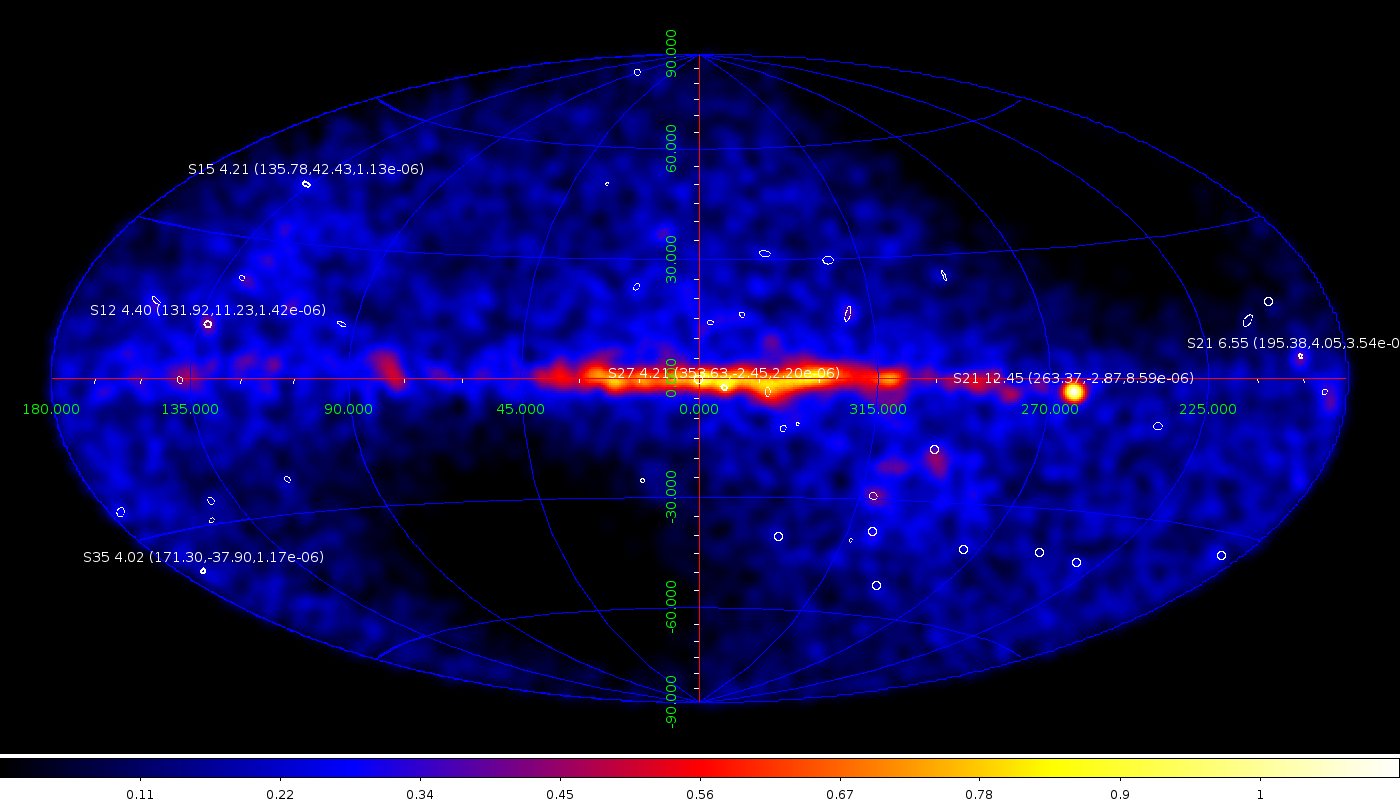 90.000
60.000
S15 4.21 (135.78,42.43,1.13e-06)
30.000
S12 4.40 (131.92,11.23,1.42e-06)
S21 6.55 (195.38,4.05,3.54e-0
0.000
S27 4.21 (353.63,-2.45,2.20e-06)
S21 12.45 (263.37,-2.87,8.59e-06)
180.000 135.000 90.000 45.000 0.000 315.000 270.000 225.000
-30.000
S35 4.02 (171.30,-37.90,1.17e-06)
-60.000
-90.000
0.11 0.22 0.34 0.45 0.56 0.67 0.78 0.9 1